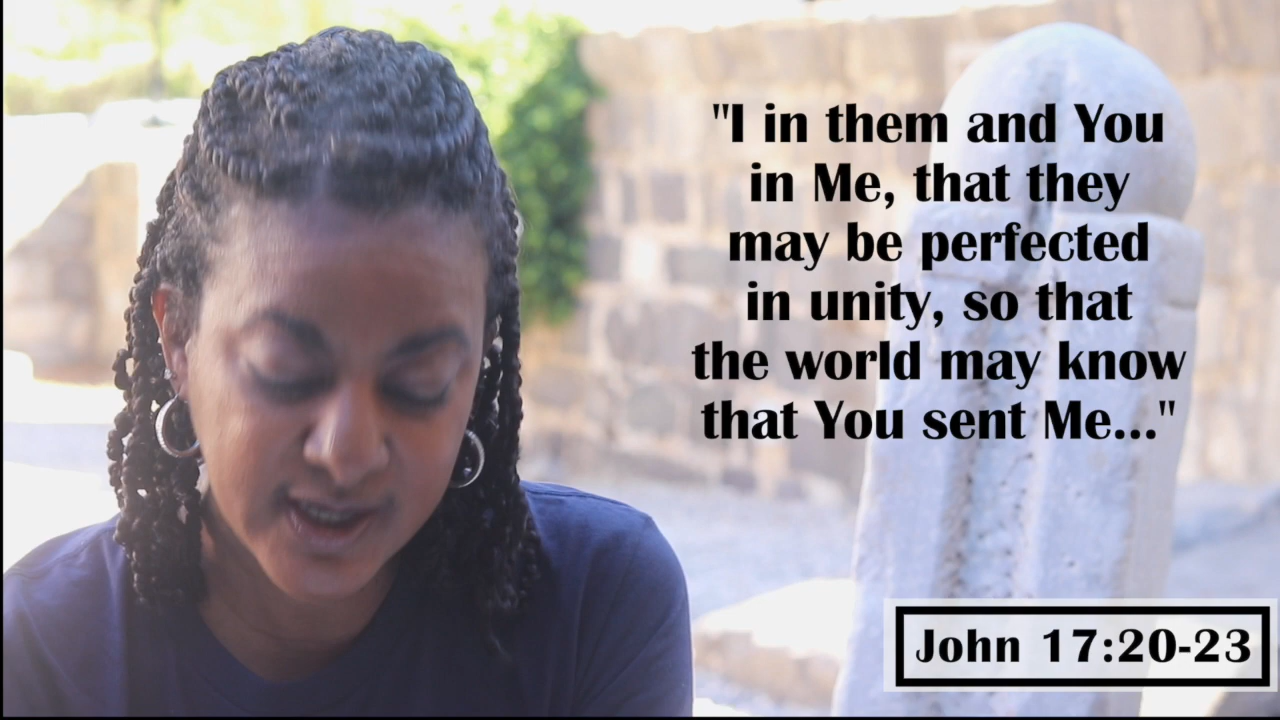 "I in them and You
in Me, that they
may be perfected
in unity, so that
the world may know
that You sent Me..."
John 17:20-23